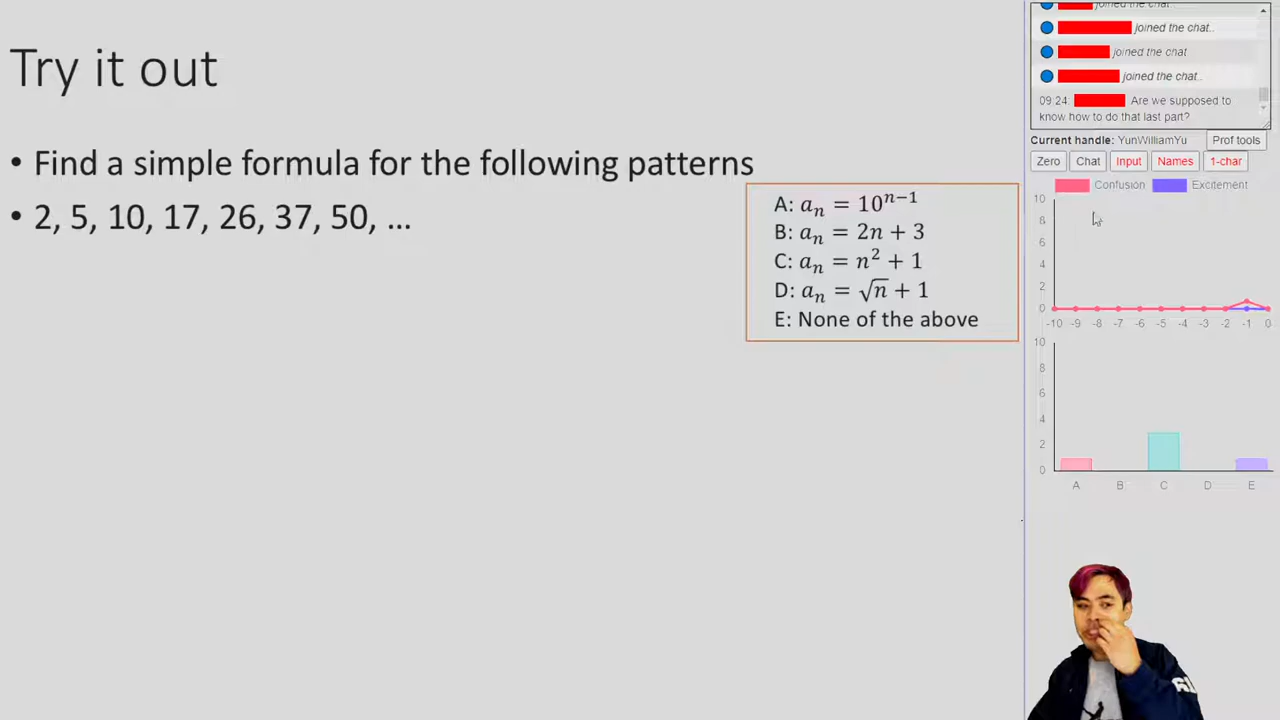 Try it out
• Find a simple formula for the following patterns
• 2, 5, 10, 17, 26, 37, 50, ...
A: aₙ = 10ⁿ⁻¹
B: aₙ = 2n + 3
C: aₙ = n² + 1
D: aₙ = √n + 1
E: None of the above
joined the chat..
joined the chat..
joined the chat
joined the chat..
09:24: Are we supposed to
know how to do that last part?
Current handle: YunWilliamYu Prof tools
Zero Chat Input Names 1-char
Confusion Excitement
10
8
6
4
2
0
-10 -9 -8 -7 -6 -5 -4 -3 -2 -1 0
10
8
6
4
2
0
A B C D E